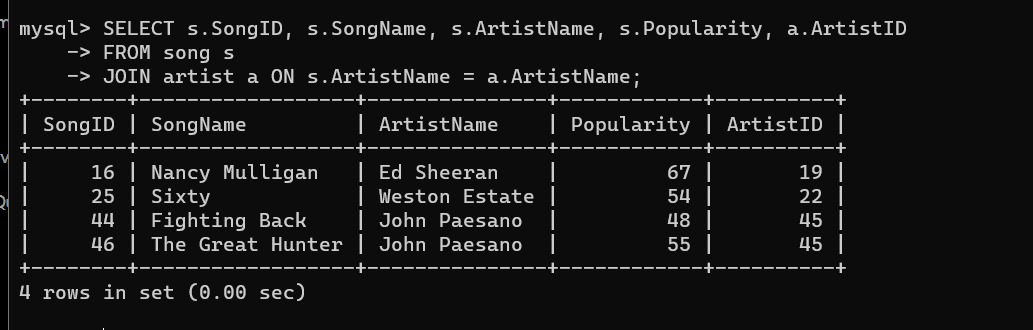 mysql> SELECT s.SongID, s.SongName, s.ArtistName, s.Popularity, a.ArtistID
    -> FROM song s
    -> JOIN artist a ON s.ArtistName = a.ArtistName;
+--------+------------------+---------------+------------+----------+
| SongID | SongName         | ArtistName    | Popularity | ArtistID |
+--------+------------------+---------------+------------+----------+
|     16 | Nancy Mulligan   | Ed Sheeran    |         67 |       19 |
|     25 | Sixty            | Weston Estate |         54 |       22 |
|     44 | Fighting Back    | John Paesano  |         48 |       45 |
|     46 | The Great Hunter | John Paesano  |         55 |       45 |
+--------+------------------+---------------+------------+----------+
4 rows in set (0.00 sec)